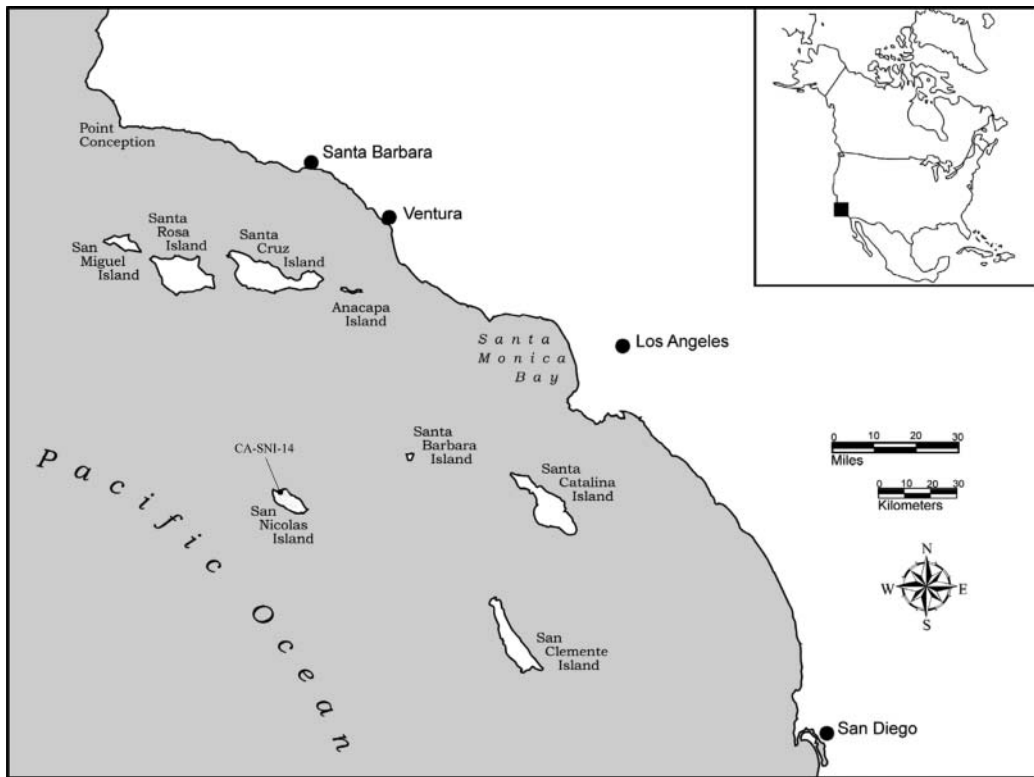 Point
Conception
Santa Barbara
Ventura
Santa
Rosa
Island
San
Miguel
Island
Santa
Cruz
Island
Anacapa
Island
Santa
Monica
Bay
Los Angeles
CA-SNI-14
San
Nicolas
Island
Santa
Barbara
Island
Santa
Catalina
Island
San
Clemente
Island
San Diego
Pacific Ocean
0 10 20 30
Miles
0 10 20 30
Kilometers
N
W E
S